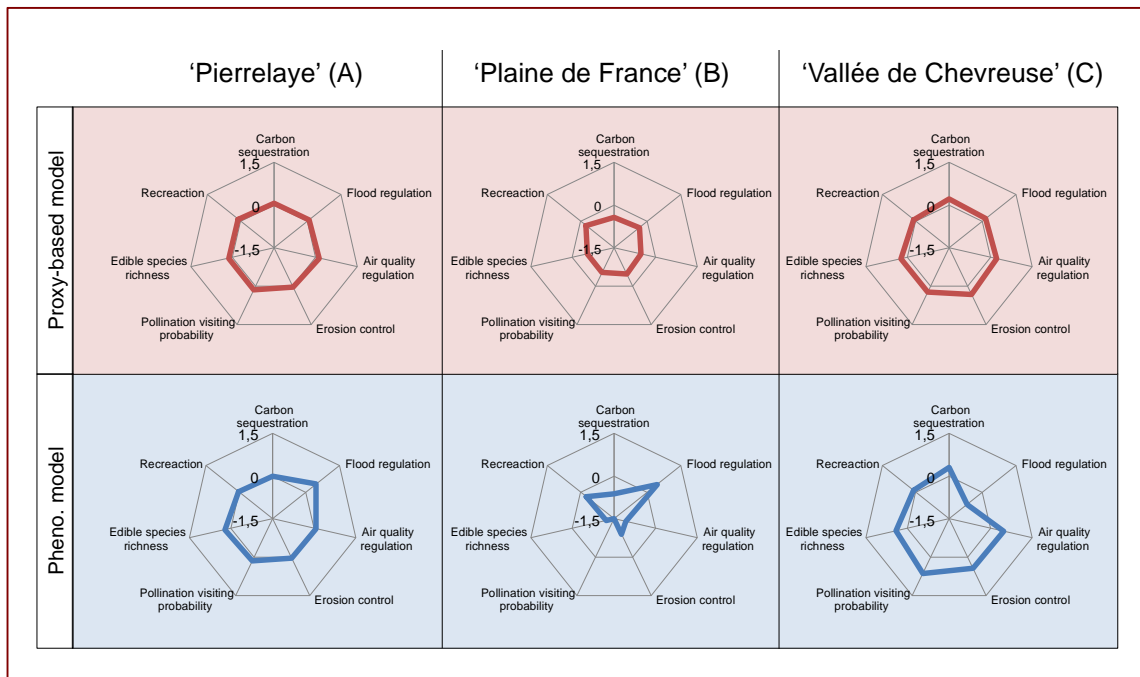 'Pierrelaye' (A)
'Plaine de France' (B)
'Vallée de Chevreuse' (C)
Proxy-based model
Carbon
sequestration
1,5
Recreaction
Flood regulation
0
-1,5
Edible species
richness
Air quality
regulation
Pollination visiting
probability
Erosion control
Carbon
sequestration
1,5
Recreaction
Flood regulation
0
-1,5
Edible species
richness
Air quality
regulation
Pollination visiting
probability
Erosion control
Carbon
sequestration
1,5
Recreaction
Flood regulation
0
-1,5
Edible species
richness
Air quality
regulation
Pollination visiting
probability
Erosion control
Pheno. model
Carbon
sequestration
1,5
Recreaction
Flood regulation
0
-1,5
Edible species
richness
Air quality
regulation
Pollination visiting
probability
Erosion control
Carbon
sequestration
1,5
Recreaction
Flood regulation
0
-1,5
Edible species
richness
Air quality
regulation
Pollination visiting
probability
Erosion control
Carbon
sequestration
1,5
Recreaction
Flood regulation
0
-1,5
Edible species
richness
Air quality
regulation
Pollination visiting
probability
Erosion control